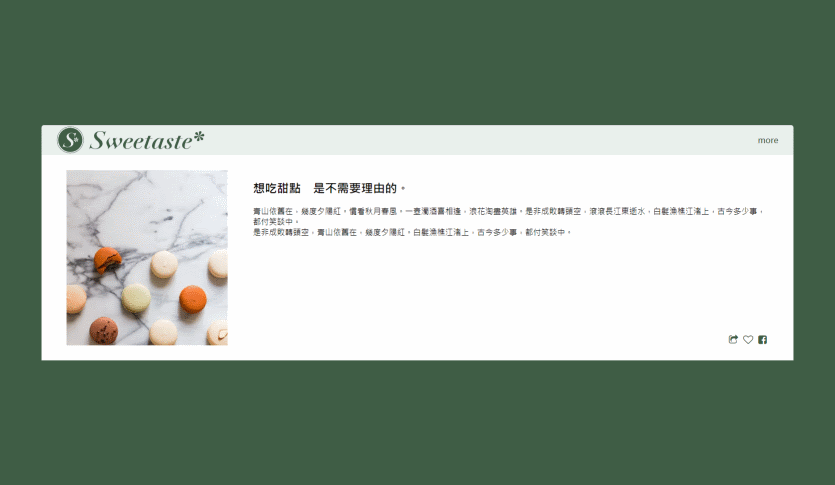 S*
Sweetaste*
more
想吃甜點　是不需要理由的。
青山依舊在，幾度夕陽紅。慣看秋月春風。一壺濁酒喜相逢，浪花淘盡英雄。是非成敗轉頭空，滾滾長江東逝水，白髮漁樵江渚上，古今多少事，
都付笑談中。
是非成敗轉頭空，青山依舊在，幾度夕陽紅。白髮漁樵江渚上，古今多少事，都付笑談中。